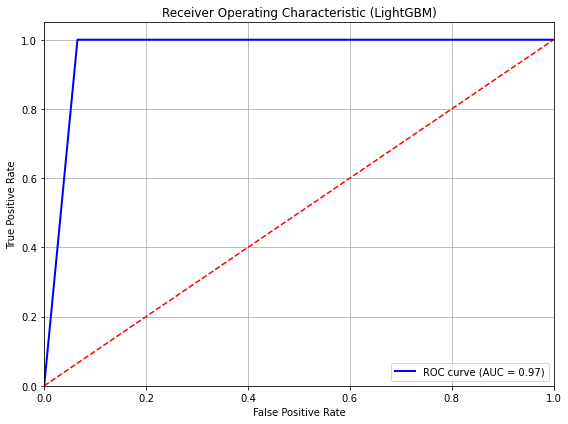 Receiver Operating Characteristic (LightGBM)
1.0
0.8
0.6
0.4
0.2
0.0
True Positive Rate
ROC curve (AUC = 0.97)
0.0 0.2 0.4 0.6 0.8 1.0
False Positive Rate